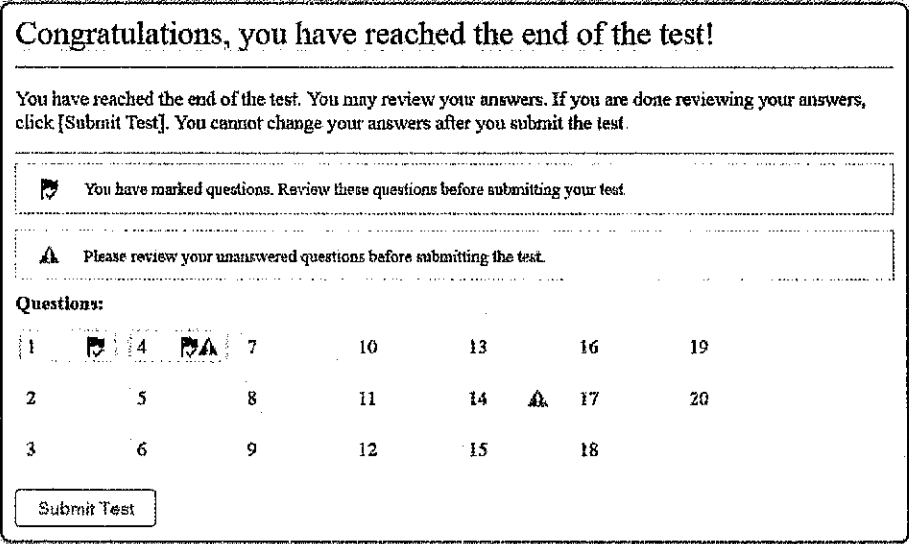 Congratulations, you have reached the end of the test!
You have reached the end of the test. You may review your answers. If you are done reviewing your answers,
click [Submit Test]. You cannot change your answers after you submit the test.
You have marked questions. Review these questions before submitting your test.
Please review your unanswered questions before submitting the test.
Questions:
1 4 7 10 13 16 19
2 5 8 11 14 17 20
3 6 9 12 15 18
Submit Test